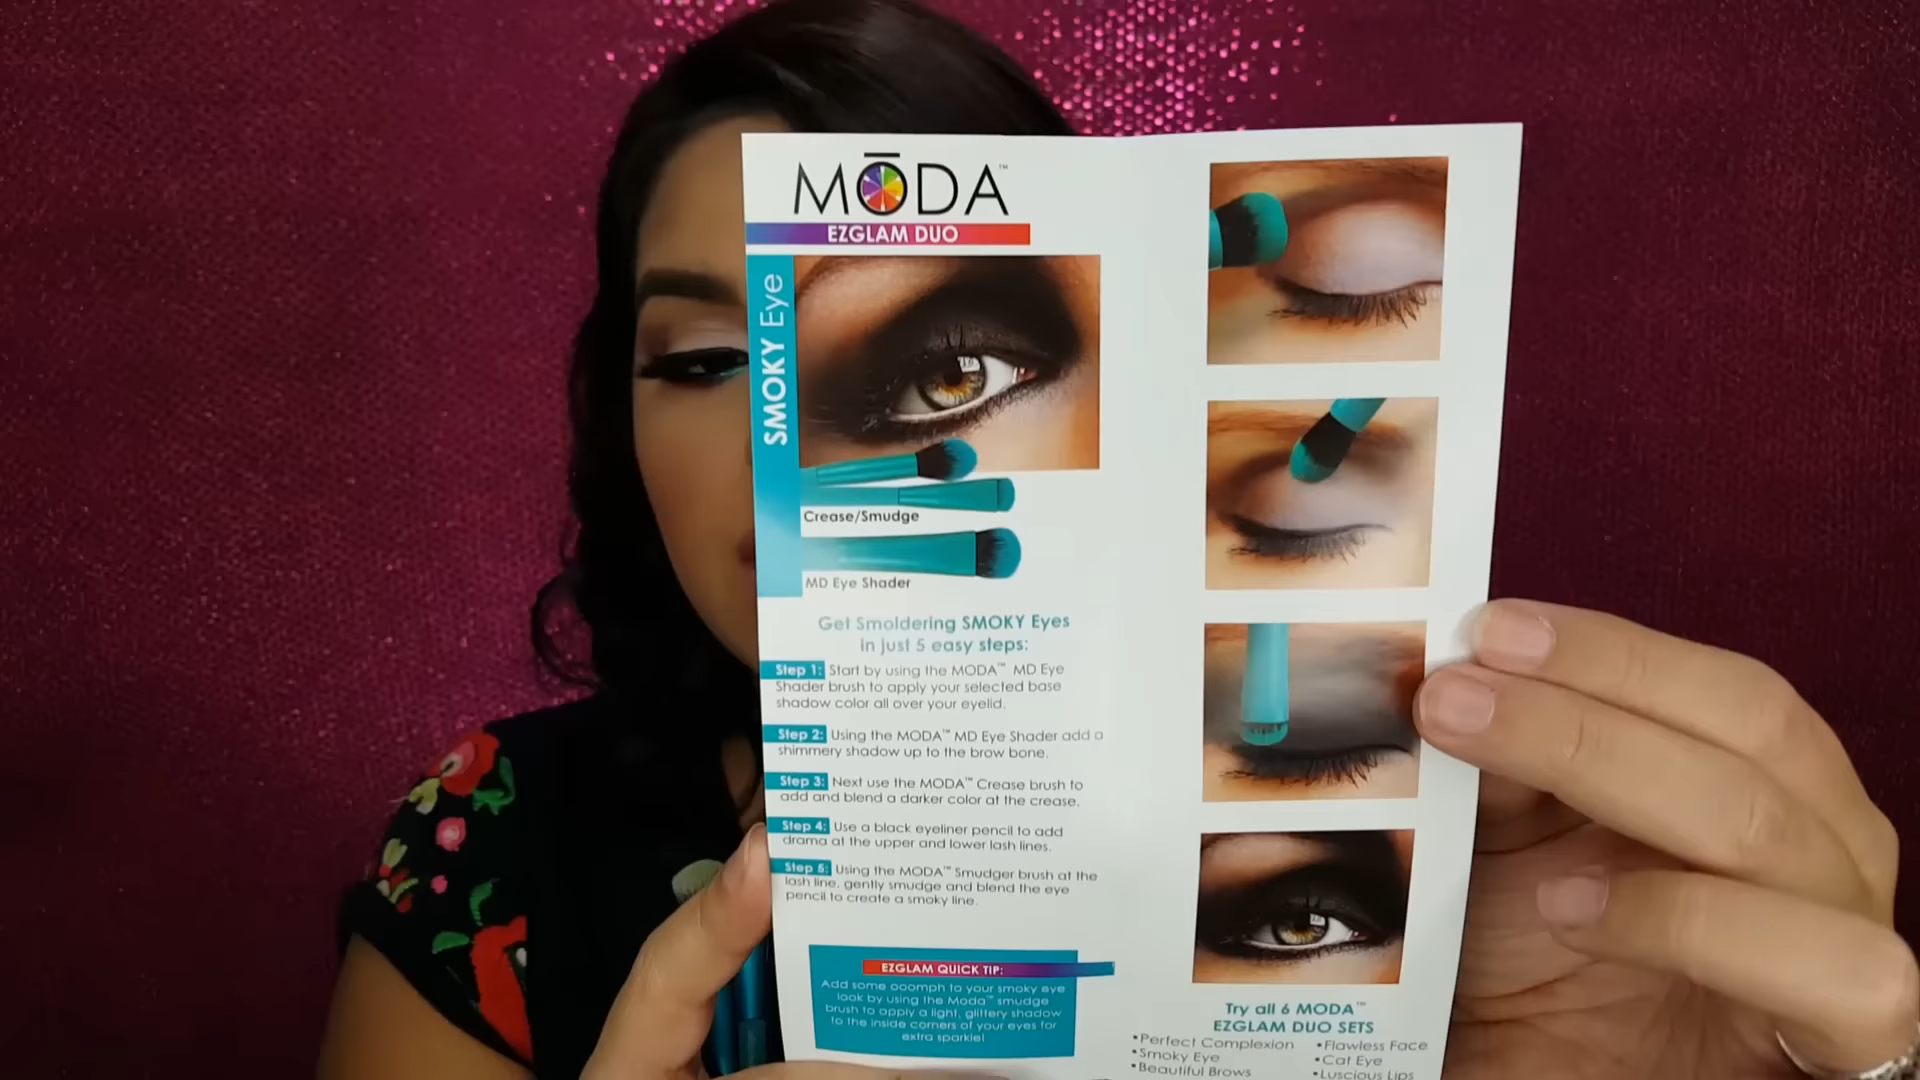 MŌDA™
EZGLAM DUO
SMOKY Eye
Crease/Smudge
MD Eye Shader
Get Smoldering SMOKY Eyes
in just 5 easy steps:
Step 1: Start by using the MODA™ MD Eye
Shader brush to apply your selected base
shadow color all over your eyelid.
Step 2: Using the MODA™ MD Eye Shader add a
shimmery shadow up to the brow bone.
Step 3: Next use the MODA™ Crease brush to
add and blend a darker color at the crease.
Step 4: Use a black eyeliner pencil to add
drama at the upper and lower lash lines.
Step 5: Using the MODA™ Smudger brush at the
lash line, gently smudge and blend the eye
pencil to create a smoky line.
EZGLAM QUICK TIP:
Add some ooomph to your smoky eye
look by using the Moda™ smudge
brush to apply a light, glittery shadow
to the inside corners of your eyes for
extra sparkle!
Try all 6 MODA™
EZGLAM DUO SETS
•Perfect Complexion
•Smoky Eye
•Beautiful Brows
•Flawless Face
•Cat Eye
•Luscious Lips